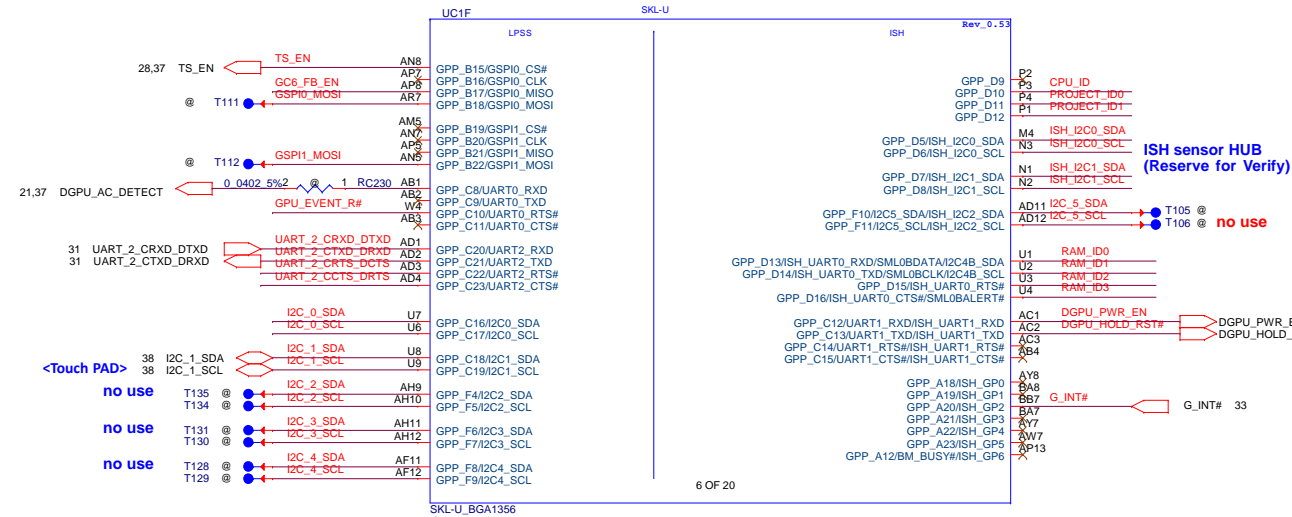 UC1F
SKL-U
Rev_0.53
LPSS
ISH
28,37 TS_EN TS_EN AN8 GPP_B15/GSPI0_CS#
AP7 GPP_B16/GSPI0_CLK
GC6_FB_EN AP8 GPP_B17/GSPI0_MISO
@ T111 GSPI0_MOSI AR7 GPP_B18/GSPI0_MOSI
AM5 GPP_B19/GSPI1_CS#
AN7 GPP_B20/GSPI1_CLK
AP5 GPP_B21/GSPI1_MISO
@ T112 GSPI1_MOSI AN5 GPP_B22/GSPI1_MOSI
21,37 DGPU_AC_DETECT 0_0402_5% 2 @ 1 RC230 AB1 GPP_C8/UART0_RXD
AB2 GPP_C9/UART0_TXD
GPU_EVENT_R# W4 GPP_C10/UART0_RTS#
AB3 GPP_C11/UART0_CTS#
31 UART_2_CRXD_DTXD UART_2_CRXD_DTXD AD1 GPP_C20/UART2_RXD
31 UART_2_CTXD_DRXD UART_2_CTXD_DRXD AD2 GPP_C21/UART2_TXD
UART_2_CRTS_DCTS AD3 GPP_C22/UART2_RTS#
UART_2_CCTS_DRTS AD4 GPP_C23/UART2_CTS#
I2C_0_SDA U7 GPP_C16/I2C0_SDA
I2C_0_SCL U6 GPP_C17/I2C0_SCL
38 I2C_1_SDA I2C_1_SDA U8 GPP_C18/I2C1_SDA
<Touch PAD> 38 I2C_1_SCL I2C_1_SCL U9 GPP_C19/I2C1_SCL
no use T135 @ I2C_2_SDA AH9 GPP_F4/I2C2_SDA
T134 @ I2C_2_SCL AH10 GPP_F5/I2C2_SCL
no use T131 @ I2C_3_SDA AH11 GPP_F6/I2C3_SDA
T130 @ I2C_3_SCL AH12 GPP_F7/I2C3_SCL
no use T128 @ I2C_4_SDA AF11 GPP_F8/I2C4_SDA
T129 @ I2C_4_SCL AF12 GPP_F9/I2C4_SCL
GPP_D9 P2
GPP_D10 P3 CPU_ID
GPP_D11 P4 PROJECT_ID0
GPP_D12 P1 PROJECT_ID1
GPP_D5/ISH_I2C0_SDA M4 ISH_I2C0_SDA
GPP_D6/ISH_I2C0_SCL N3 ISH_I2C0_SCL
ISH sensor HUB
(Reserve for Verify)
GPP_D7/ISH_I2C1_SDA N1 ISH_I2C1_SDA
GPP_D8/ISH_I2C1_SCL N2 ISH_I2C1_SCL
GPP_F10/I2C5_SDA/ISH_I2C2_SDA AD11 I2C_5_SDA T105 @
GPP_F11/I2C5_SCL/ISH_I2C2_SCL AD12 I2C_5_SCL T106 @ no use
GPP_D13/ISH_UART0_RXD/SML0BDATA/I2C4B_SDA U1 RAM_ID0
GPP_D14/ISH_UART0_TXD/SML0BCLK/I2C4B_SCL U2 RAM_ID1
GPP_D15/ISH_UART0_RTS# U3 RAM_ID2
GPP_D16/ISH_UART0_CTS#/SML0BALERT# U4 RAM_ID3
GPP_C12/UART1_RXD/ISH_UART1_RXD AC1 DGPU_PWR_EN DGPU_PWR_E
GPP_C13/UART1_TXD/ISH_UART1_TXD AC2 DGPU_HOLD_RST# DGPU_HOLD_
GPP_C14/UART1_RTS#/ISH_UART1_RTS# AC3
GPP_C15/UART1_CTS#/ISH_UART1_CTS# AB4
GPP_A18/ISH_GP0 AY8
GPP_A19/ISH_GP1 BA8
GPP_A20/ISH_GP2 BB7 G_INT# G_INT# 33
GPP_A21/ISH_GP3 BA7
GPP_A22/ISH_GP4 AY7
GPP_A23/ISH_GP5 AW7
GPP_A12/BM_BUSY#/ISH_GP6 AP13
6 OF 20
SKL-U_BGA1356